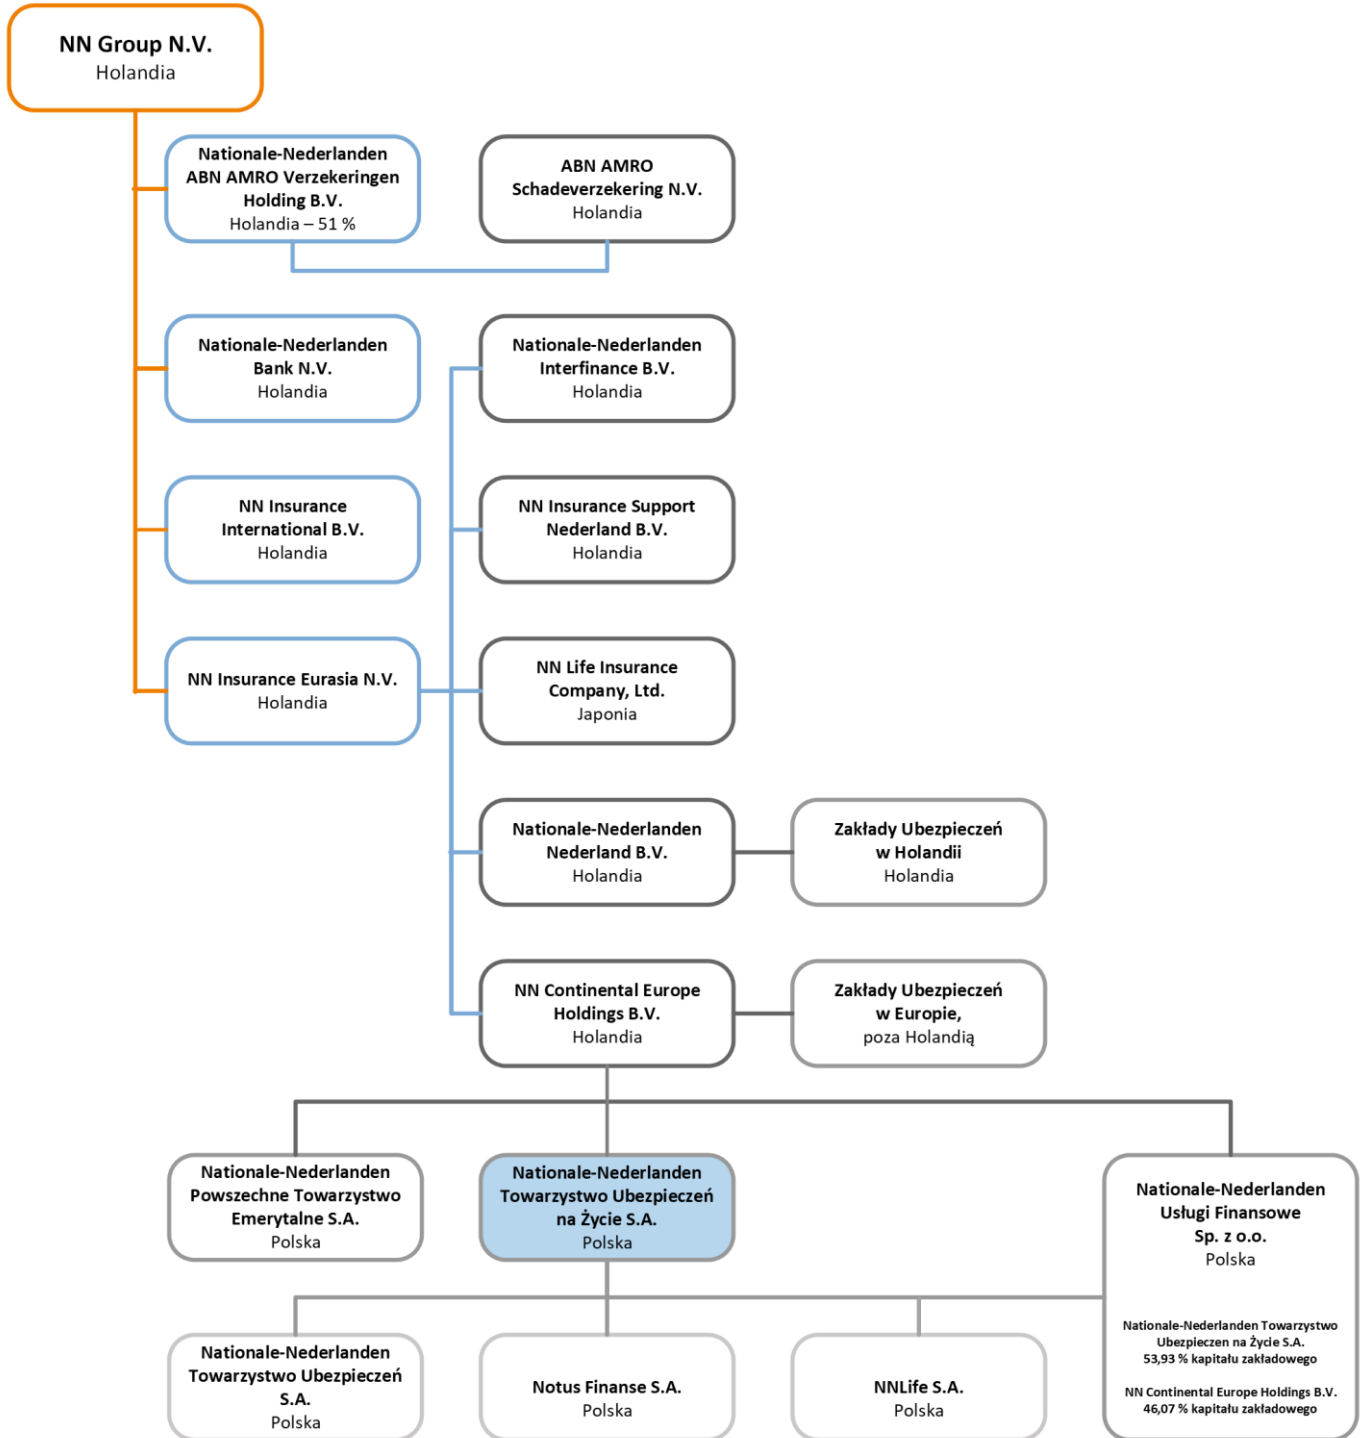 NN Group N.V.
Holandia
Nationale-Nederlanden
ABN AMRO Verzekeringen
Holding B.V.
Holandia – 51 %
ABN AMRO
Schadeverzekering N.V.
Holandia
Nationale-Nederlanden
Bank N.V.
Holandia
Nationale-Nederlanden
Interfinance B.V.
Holandia
NN Insurance
International B.V.
Holandia
NN Insurance Support
Nederland B.V.
Holandia
NN Insurance Eurasia N.V.
Holandia
NN Life Insurance
Company, Ltd.
Japonia
Nationale-Nederlanden
Nederland B.V.
Holandia
Zakłady Ubezpieczeń
w Holandii
Holandia
NN Continental Europe
Holdings B.V.
Holandia
Zakłady Ubezpieczeń
w Europie,
poza Holandią
Nationale-Nederlanden
Powszechne Towarzystwo
Emerytalne S.A.
Polska
Nationale-Nederlanden
Towarzystwo Ubezpieczeń
na Życie S.A.
Polska
Nationale-Nederlanden
Usługi Finansowe
Sp. z o.o.
Polska
Nationale-Nederlanden Towarzystwo
Ubezpieczen na Życie S.A.
53,93 % kapitału zakładowego
NN Continental Europe Holdings B.V.
46,07 % kapitału zakładowego
Nationale-Nederlanden
Towarzystwo Ubezpieczeń
S.A.
Polska
Notus Finanse S.A.
Polska
NNLife S.A.
Polska